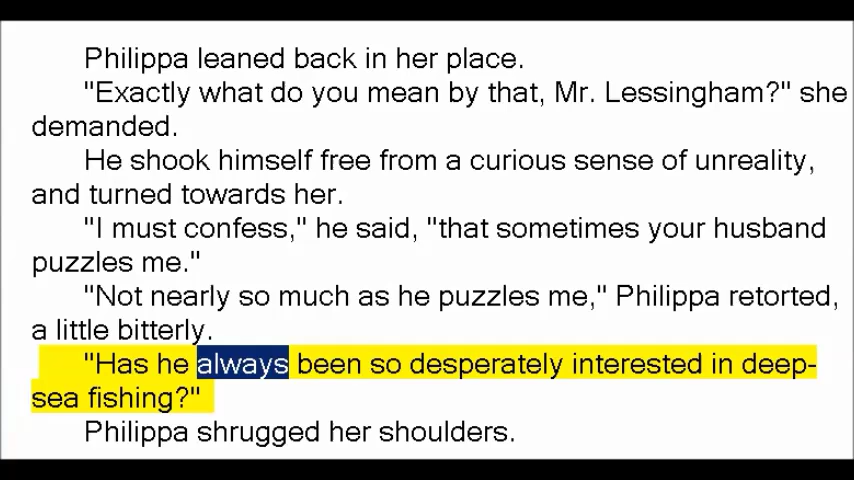 Philippa leaned back in her place.
"Exactly what do you mean by that, Mr. Lessingham?" she
demanded.
He shook himself free from a curious sense of unreality,
and turned towards her.
"I must confess," he said, "that sometimes your husband
puzzles me."
"Not nearly so much as he puzzles me," Philippa retorted,
a little bitterly.
"Has he always been so desperately interested in deep-
sea fishing?"
Philippa shrugged her shoulders.